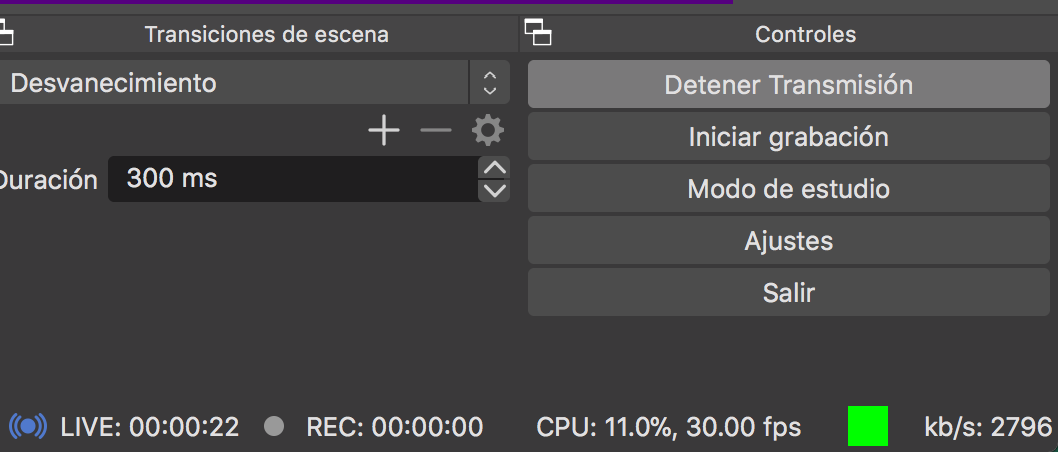 Transiciones de escena
Desvanecimiento
Duración 300 ms
Controles
Detener Transmisión
Iniciar grabación
Modo de estudio
Ajustes
Salir
LIVE: 00:00:22 REC: 00:00:00 CPU: 11.0%, 30.00 fps kb/s: 2796